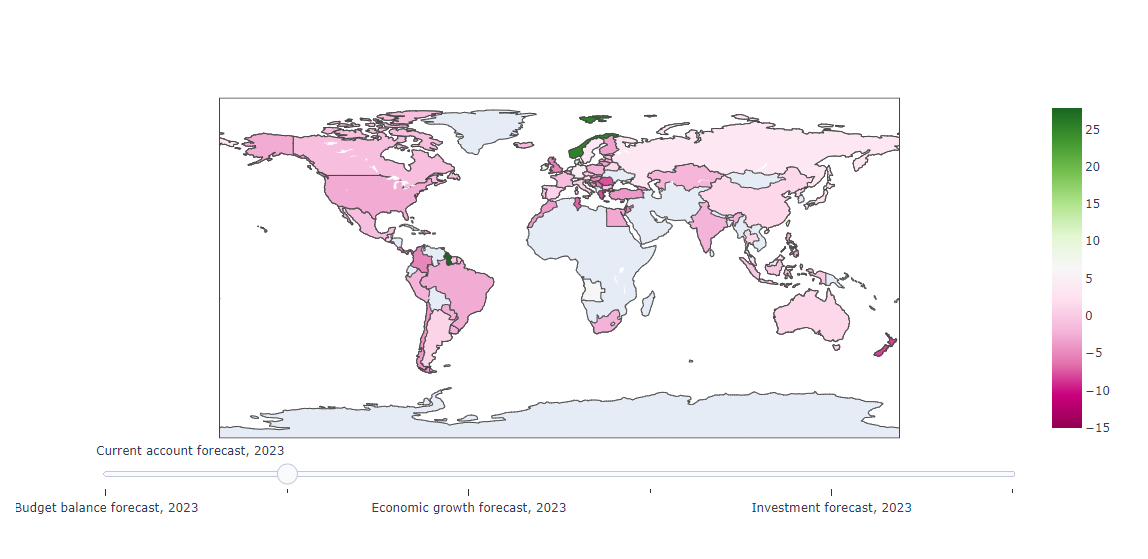 25
20
15
10
5
0
−5
−10
−15
Current account forecast, 2023
Budget balance forecast, 2023
Economic growth forecast, 2023
Investment forecast, 2023